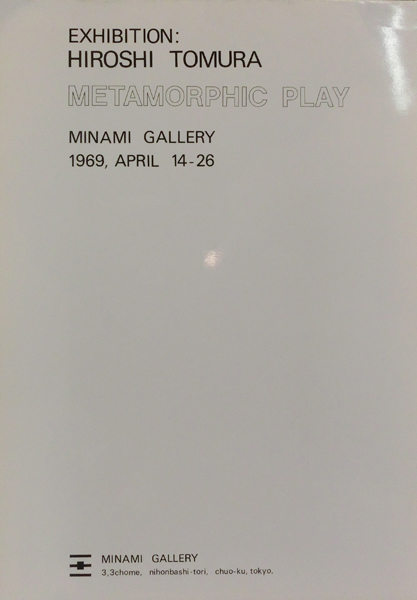 EXHIBITION:
HIROSHI TOMURA
METAMORPHIC PLAY
MINAMI GALLERY
1969, APRIL 14-26
MINAMI GALLERY
3,3chome, nihonbashi-tori, chuo-ku, tokyo.